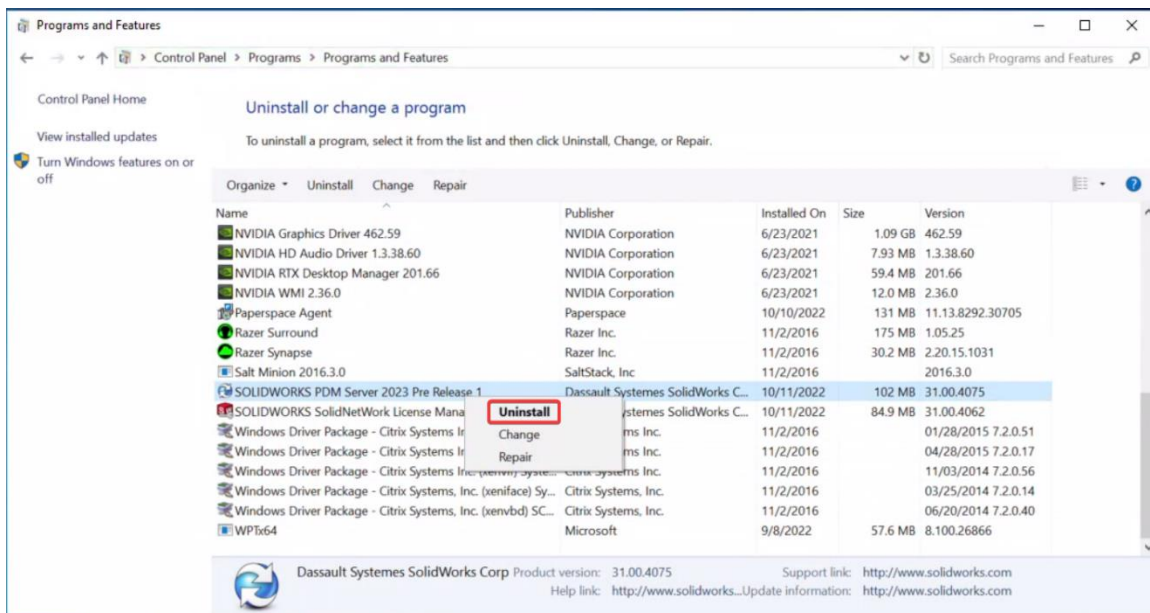 Programs and Features
Control Panel > Programs > Programs and Features
Search Programs and Features
Control Panel Home
View installed updates
Turn Windows features on or
off
Uninstall or change a program
To uninstall a program, select it from the list and then click Uninstall, Change, or Repair.
Organize Uninstall Change Repair
Name Publisher Installed On Size Version
NVIDIA Graphics Driver 462.59 NVIDIA Corporation 6/23/2021 1.09 GB 462.59
NVIDIA HD Audio Driver 1.3.38.60 NVIDIA Corporation 6/23/2021 7.93 MB 1.3.38.60
NVIDIA RTX Desktop Manager 201.66 NVIDIA Corporation 6/23/2021 59.4 MB 201.66
NVIDIA WMI 2.36.0 NVIDIA Corporation 6/23/2021 12.0 MB 2.36.0
Paperspace Agent Paperspace 10/10/2022 131 MB 11.13.8292.30705
Razer Surround Razer Inc. 11/2/2016 175 MB 1.05.25
Razer Synapse Razer Inc. 11/2/2016 30.2 MB 2.20.15.1031
Salt Minion 2016.3.0 SaltStack, Inc 11/2/2016 2016.3.0
SOLIDWORKS PDM Server 2023 Pre Release 1 Dassault Systemes SolidWorks C... 10/11/2022 102 MB 31.00.4075
SOLIDWORKS SolidNetWork License Mana Uninstall ystemes SolidWorks C... 10/11/2022 84.9 MB 31.00.4062
Windows Driver Package - Citrix Systems Ir Change ms Inc. 11/2/2016 01/28/2015 7.2.0.51
Windows Driver Package - Citrix Systems Ir Repair ms Inc. 11/2/2016 04/28/2015 7.2.0.17
Windows Driver Package - Citrix Systems Inc. (xenvif) Syste... Citrix Systems Inc. 11/2/2016 11/03/2014 7.2.0.56
Windows Driver Package - Citrix Systems, Inc. (xeniface) Sy... Citrix Systems, Inc. 11/2/2016 03/25/2014 7.2.0.14
Windows Driver Package - Citrix Systems, Inc. (xenvbd) SC... Citrix Systems, Inc. 11/2/2016 06/20/2014 7.2.0.40
WPTx64 Microsoft 9/8/2022 57.6 MB 8.100.26866
Dassault Systemes SolidWorks Corp Product version: 31.00.4075 Support link: http://www.solidworks.com
Help link: http://www.solidworks...Update information: http://www.solidworks.com